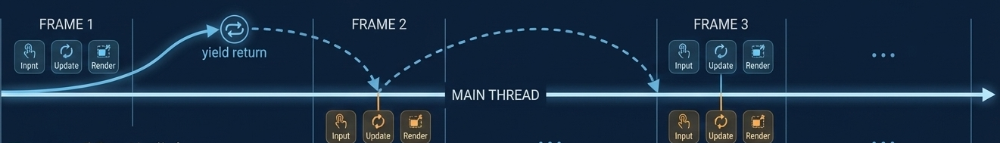 FRAME 1
FRAME 2
FRAME 3
Inpnt Update Render
Input Update Render
yield return
MAIN THREAD
Input Update Render
Input Update Render